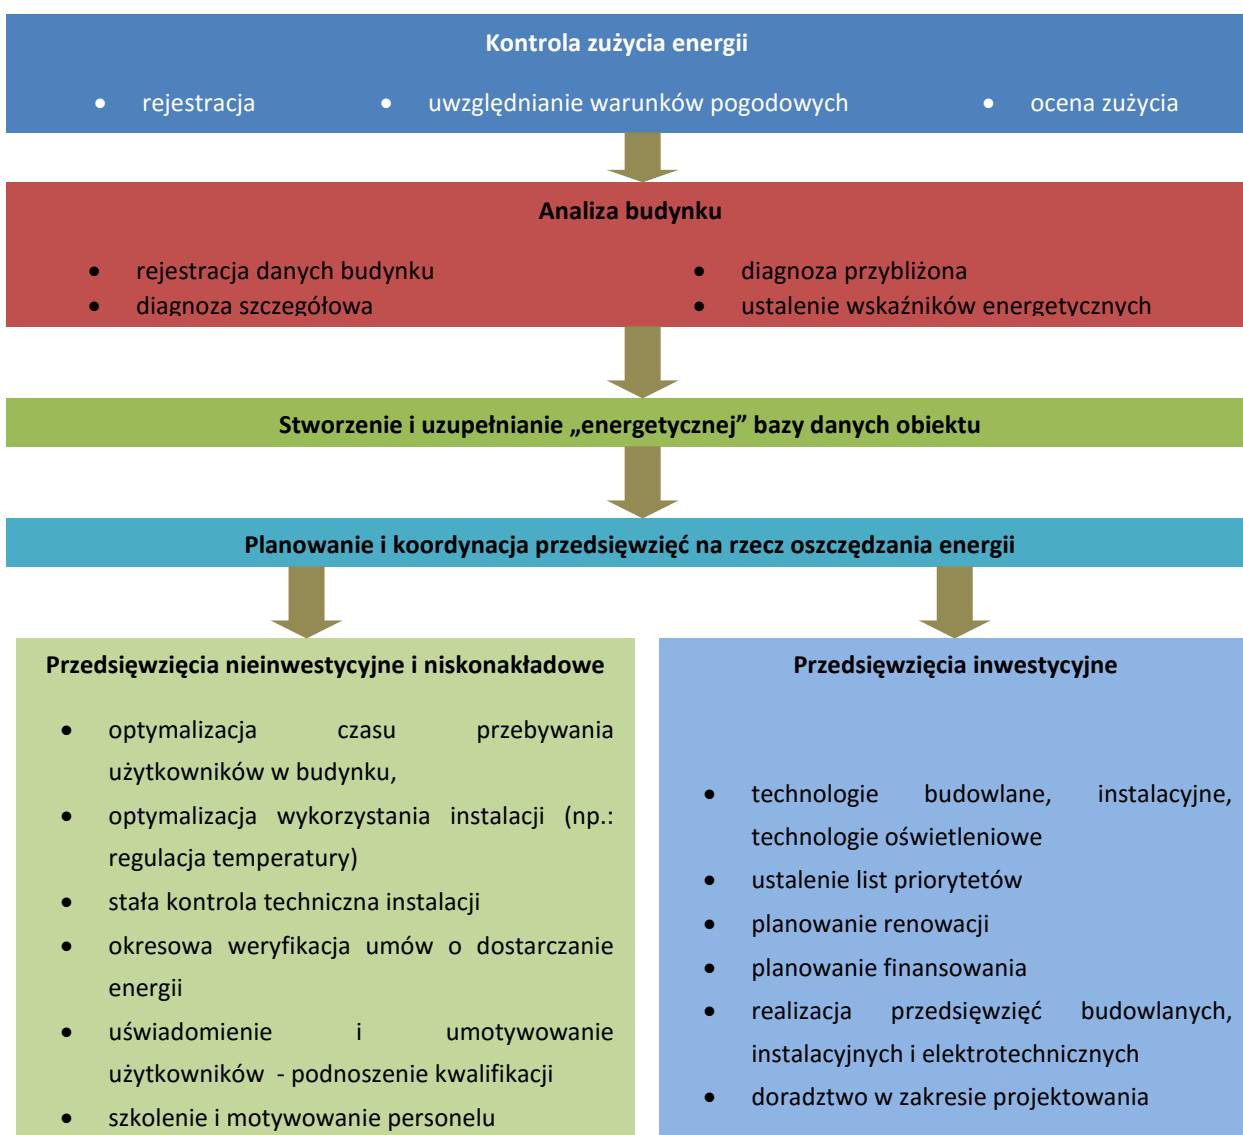 Kontrola zużycia energii
• rejestracja • uwzględnianie warunków pogodowych • ocena zużycia
Analiza budynku
• rejestracja danych budynku • diagnoza przybliżona
• diagnoza szczegółowa • ustalenie wskaźników energetycznych
Stworzenie i uzupełnianie „energetycznej” bazy danych obiektu
Planowanie i koordynacja przedsięwzięć na rzecz oszczędzania energii
Przedsięwzięcia nieinwestycyjne i niskonakładowe
• optymalizacja czasu przebywania
użytkowników w budynku,
• optymalizacja wykorzystania instalacji (np.:
regulacja temperatury)
• stała kontrola techniczna instalacji
• okresowa weryfikacja umów o dostarczanie
energii
• uświadomienie i umotywowanie
użytkowników - podnoszenie kwalifikacji
• szkolenie i motywowanie personelu
Przedsięwzięcia inwestycyjne
• technologie budowlane, instalacyjne,
technologie oświetleniowe
• ustalenie list priorytetów
• planowanie renowacji
• planowanie finansowania
• realizacja przedsięwzięć budowlanych,
instalacyjnych i elektrotechnicznych
• doradztwo w zakresie projektowania